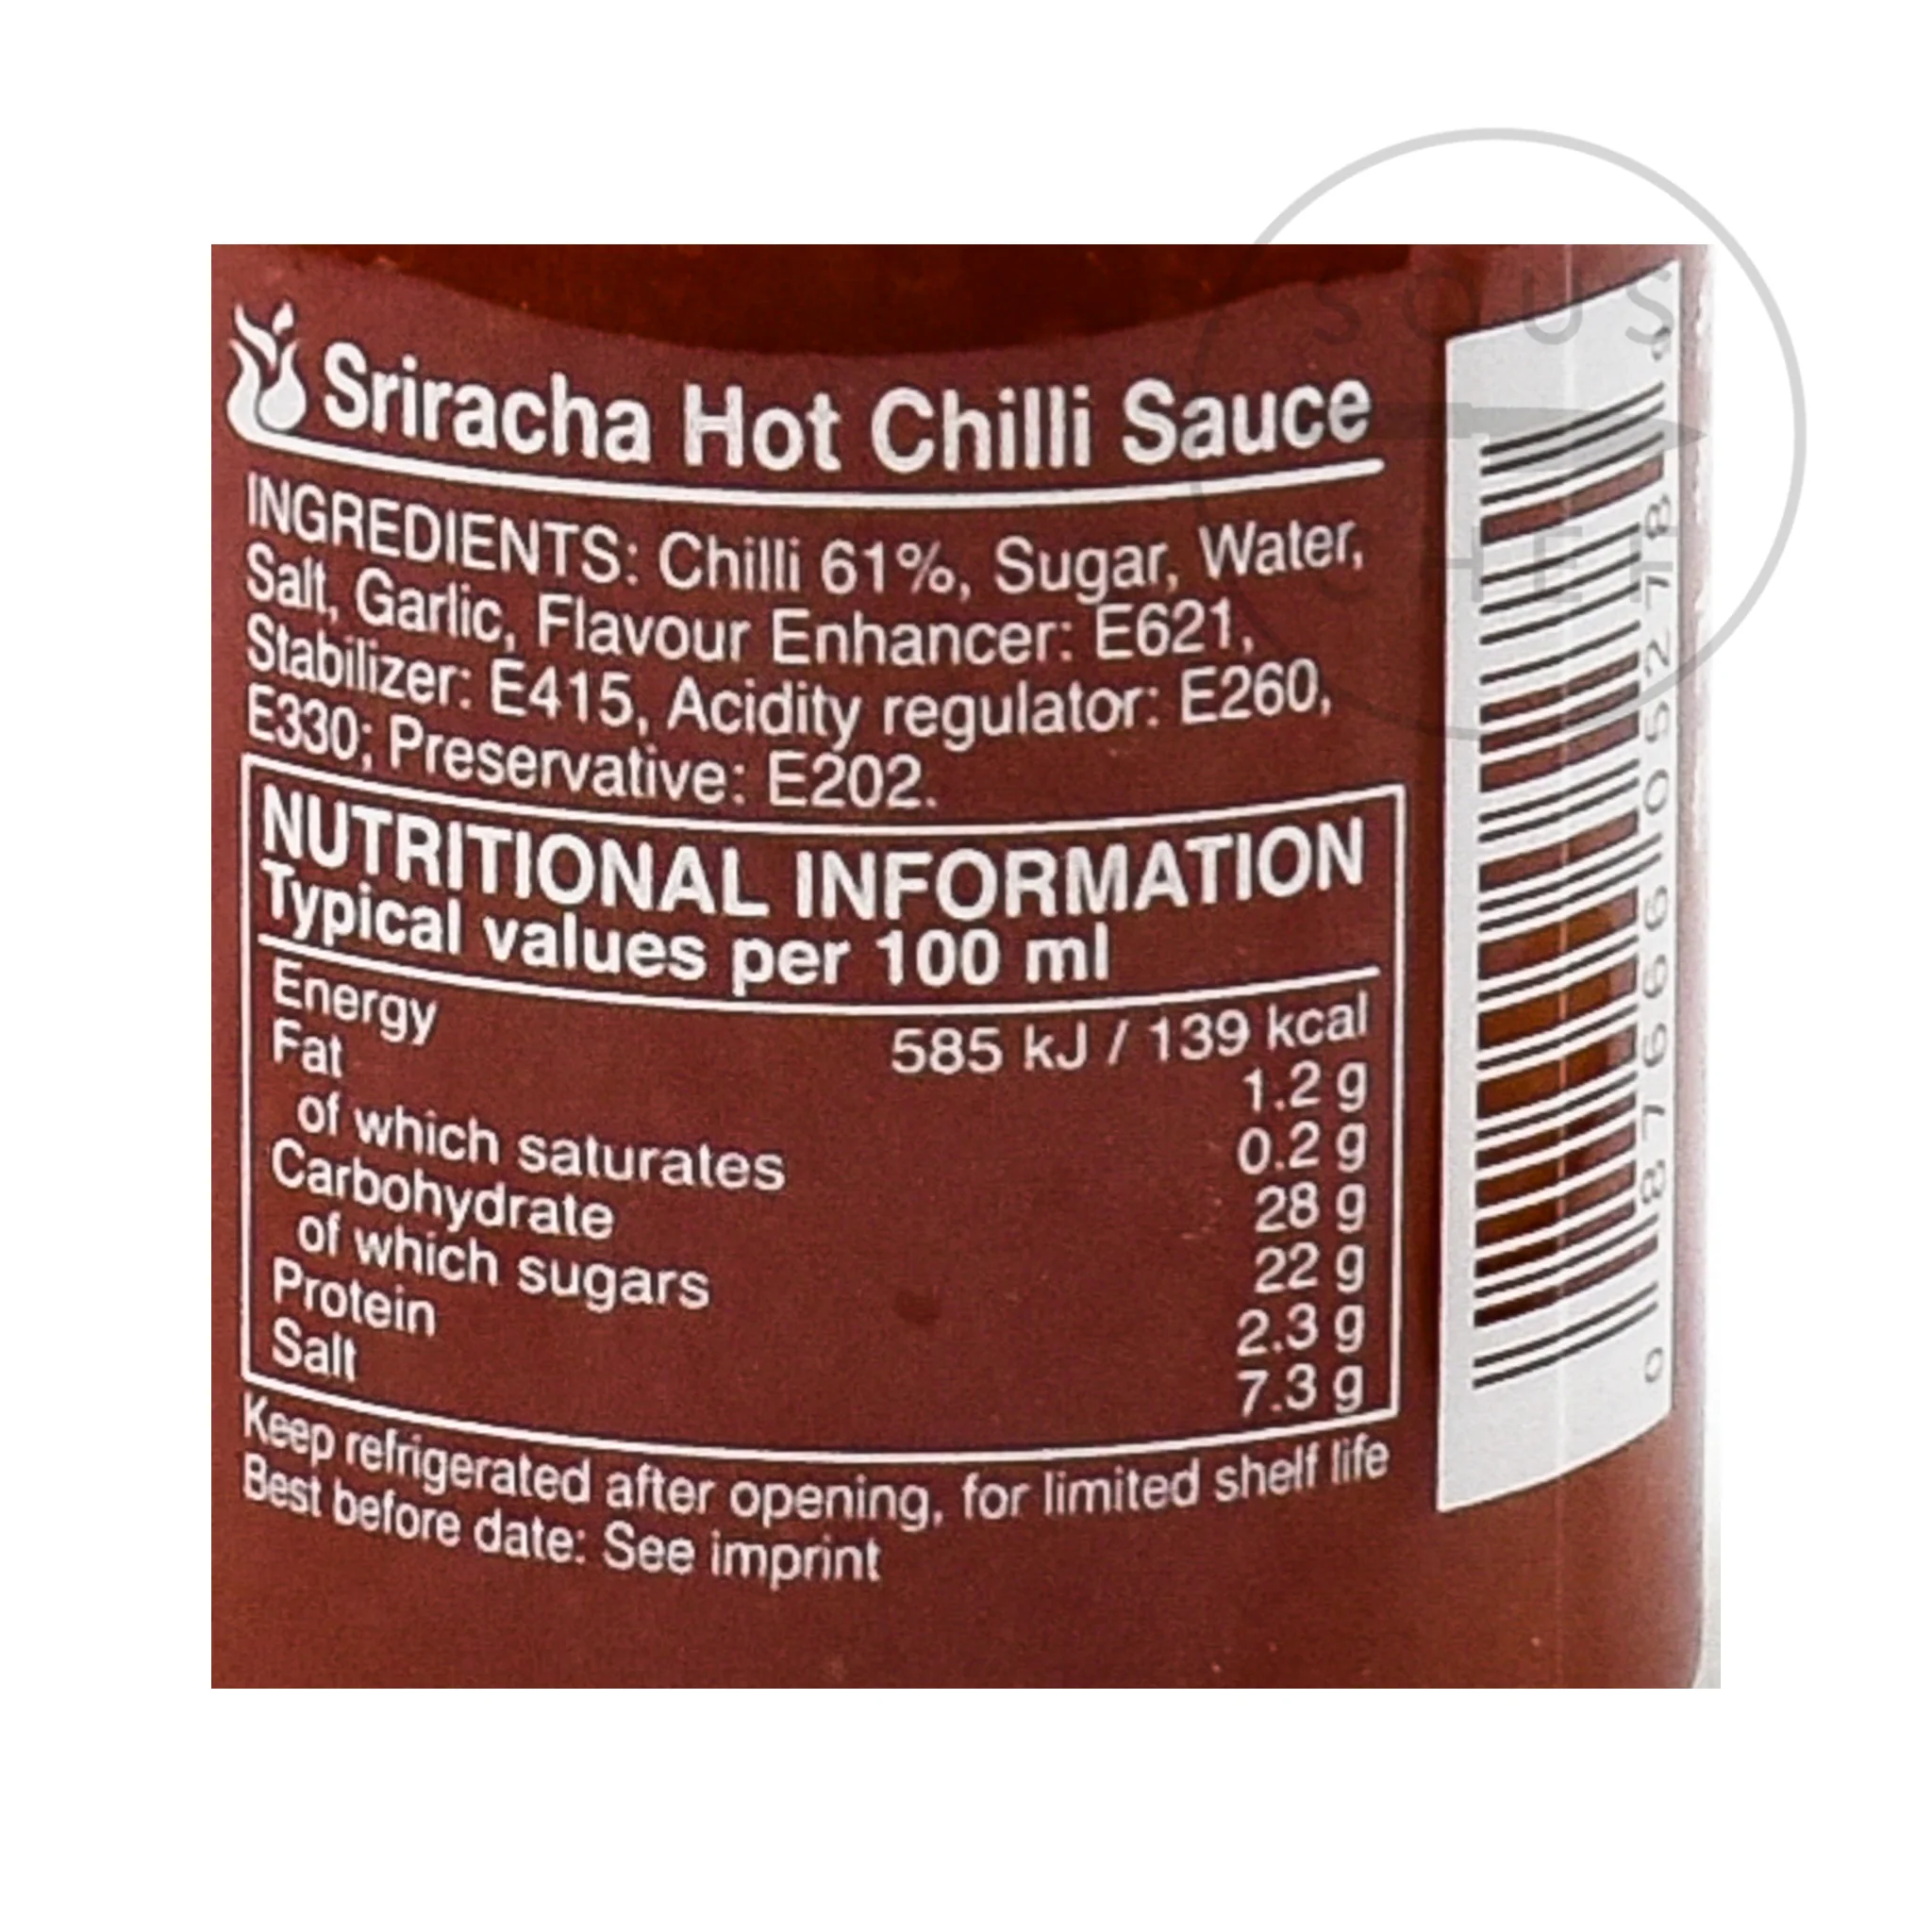 SOUS
CHEF
Sriracha Hot Chilli Sauce
INGREDIENTS: Chilli 61%, Sugar, Water,
Salt, Garlic, Flavour Enhancer: E621,
Stabilizer: E415, Acidity regulator: E260,
E330; Preservative: E202.
NUTRITIONAL INFORMATION
Typical values per 100 ml
Energy 585 kJ / 139 kcal
Fat 1.2 g
of which saturates 0.2 g
Carbohydrate 28 g
of which sugars 22 g
Protein 2.3 g
Salt 7.3 g
Keep refrigerated after opening, for limited shelf life
Best before date: See imprint